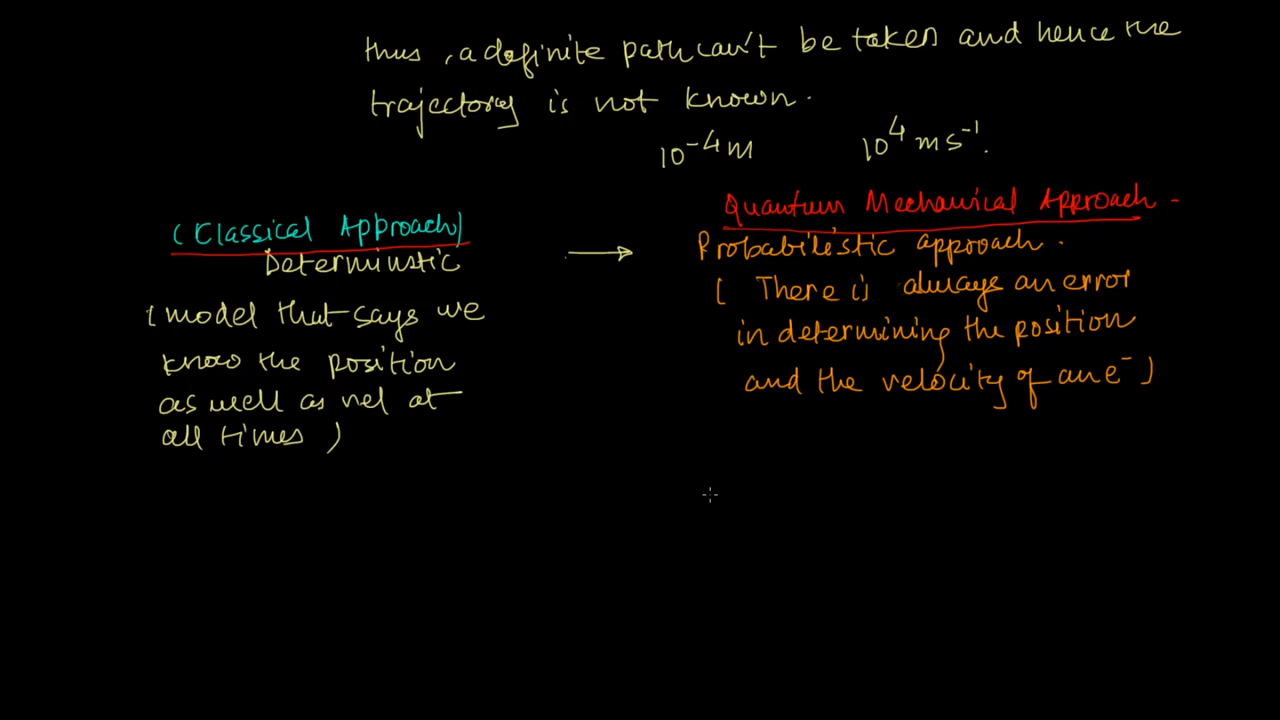 thus, a definite path can't be taken and hence the
trajectory is not known.
10⁻⁴ m 10⁴ ms⁻¹.
(Classical Approach)
Determinstic
(model that says we
know the position
as well as vel at
all times)
Quantum Mechanical Approach -
Probabilistic approach.
( There is always an error
in determining the position
and the velocity of an e⁻)